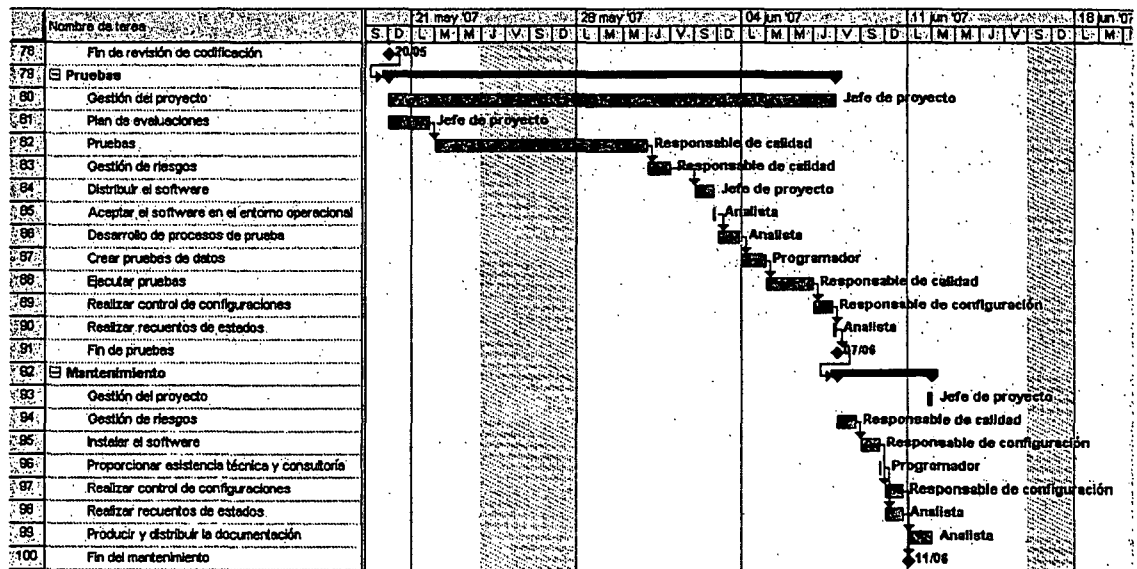 Nombre de tarea
21 may '07 28 may '07 04 jun '07 11 jun '07 18 jun '07
S D L M M J V S D L M M J V S D L M M J V S D L M M J V S D L M
78 Fin de revisión de codificación 20/05
79 Pruebas
80 Gestión del proyecto Jefe de proyecto
81 Plan de evaluaciones Jefe de proyecto
82 Pruebas Responsable de calidad
83 Gestión de riesgos Responsable de calidad
84 Distribuir el software Jefe de proyecto
85 Aceptar el software en el entorno operacional Analista
86 Desarrollo de procesos de prueba Analista
87 Crear pruebas de datos Programador
88 Ejecutar pruebas Responsable de calidad
89 Realizar control de configuraciones Responsable de configuración
90 Realizar recuentos de estados Analista
91 Fin de pruebas 07/06
92 Mantenimiento
93 Gestión del proyecto Jefe de proyecto
94 Gestión de riesgos Responsable de calidad
95 Instalar el software Responsable de configuración
96 Proporcionar asistencia técnica y consultoría Programador
97 Realizar control de configuraciones Responsable de configuración
98 Realizar recuentos de estados Analista
99 Producir y distribuir la documentación Analista
100 Fin del mantenimiento 11/06